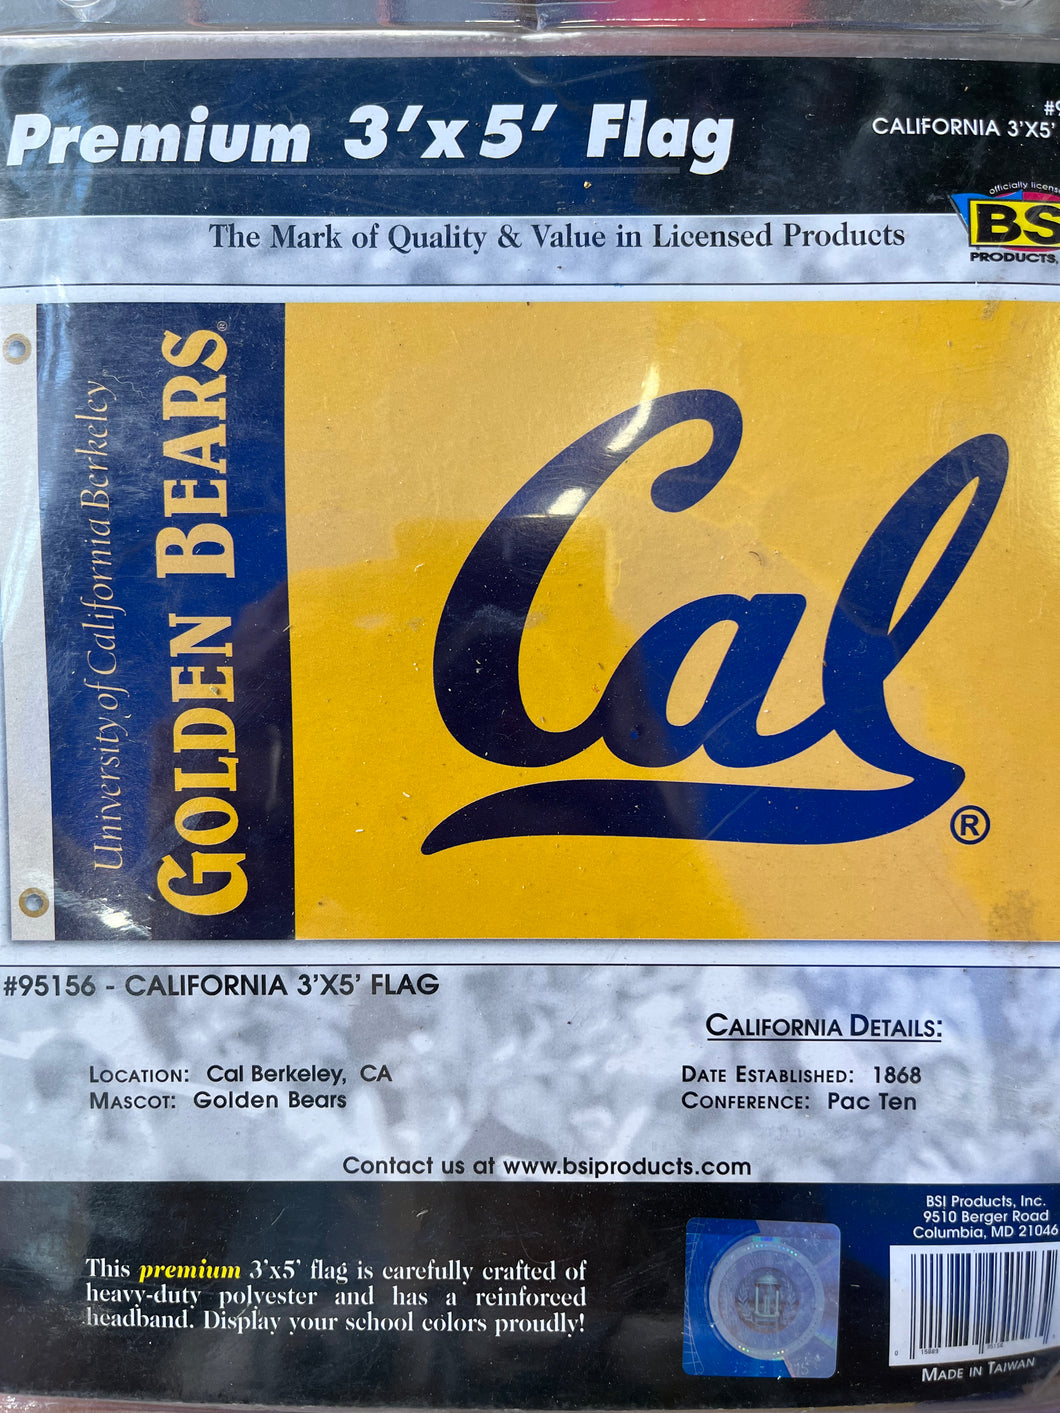 Premium 3'x5' Flag
CALIFORNIA 3'X5'
The Mark of Quality & Value in Licensed Products
officially
BSI
PRODUCTS,
University of California Berkeley
GOLDEN BEARS®
Cal
®
#95156 - CALIFORNIA 3'X5' FLAG
CALIFORNIA DETAILS:
LOCATION: Cal Berkeley, CA
MASCOT: Golden Bears
DATE ESTABLISHED: 1868
CONFERENCE: Pac Ten
Contact us at www.bsiproducts.com
This premium 3'x5' flag is carefully crafted of
heavy-duty polyester and has a reinforced
headband. Display your school colors proudly!
BSI Products, Inc.
9510 Berger Road
Columbia, MD 21046
MADE IN TAIWAN